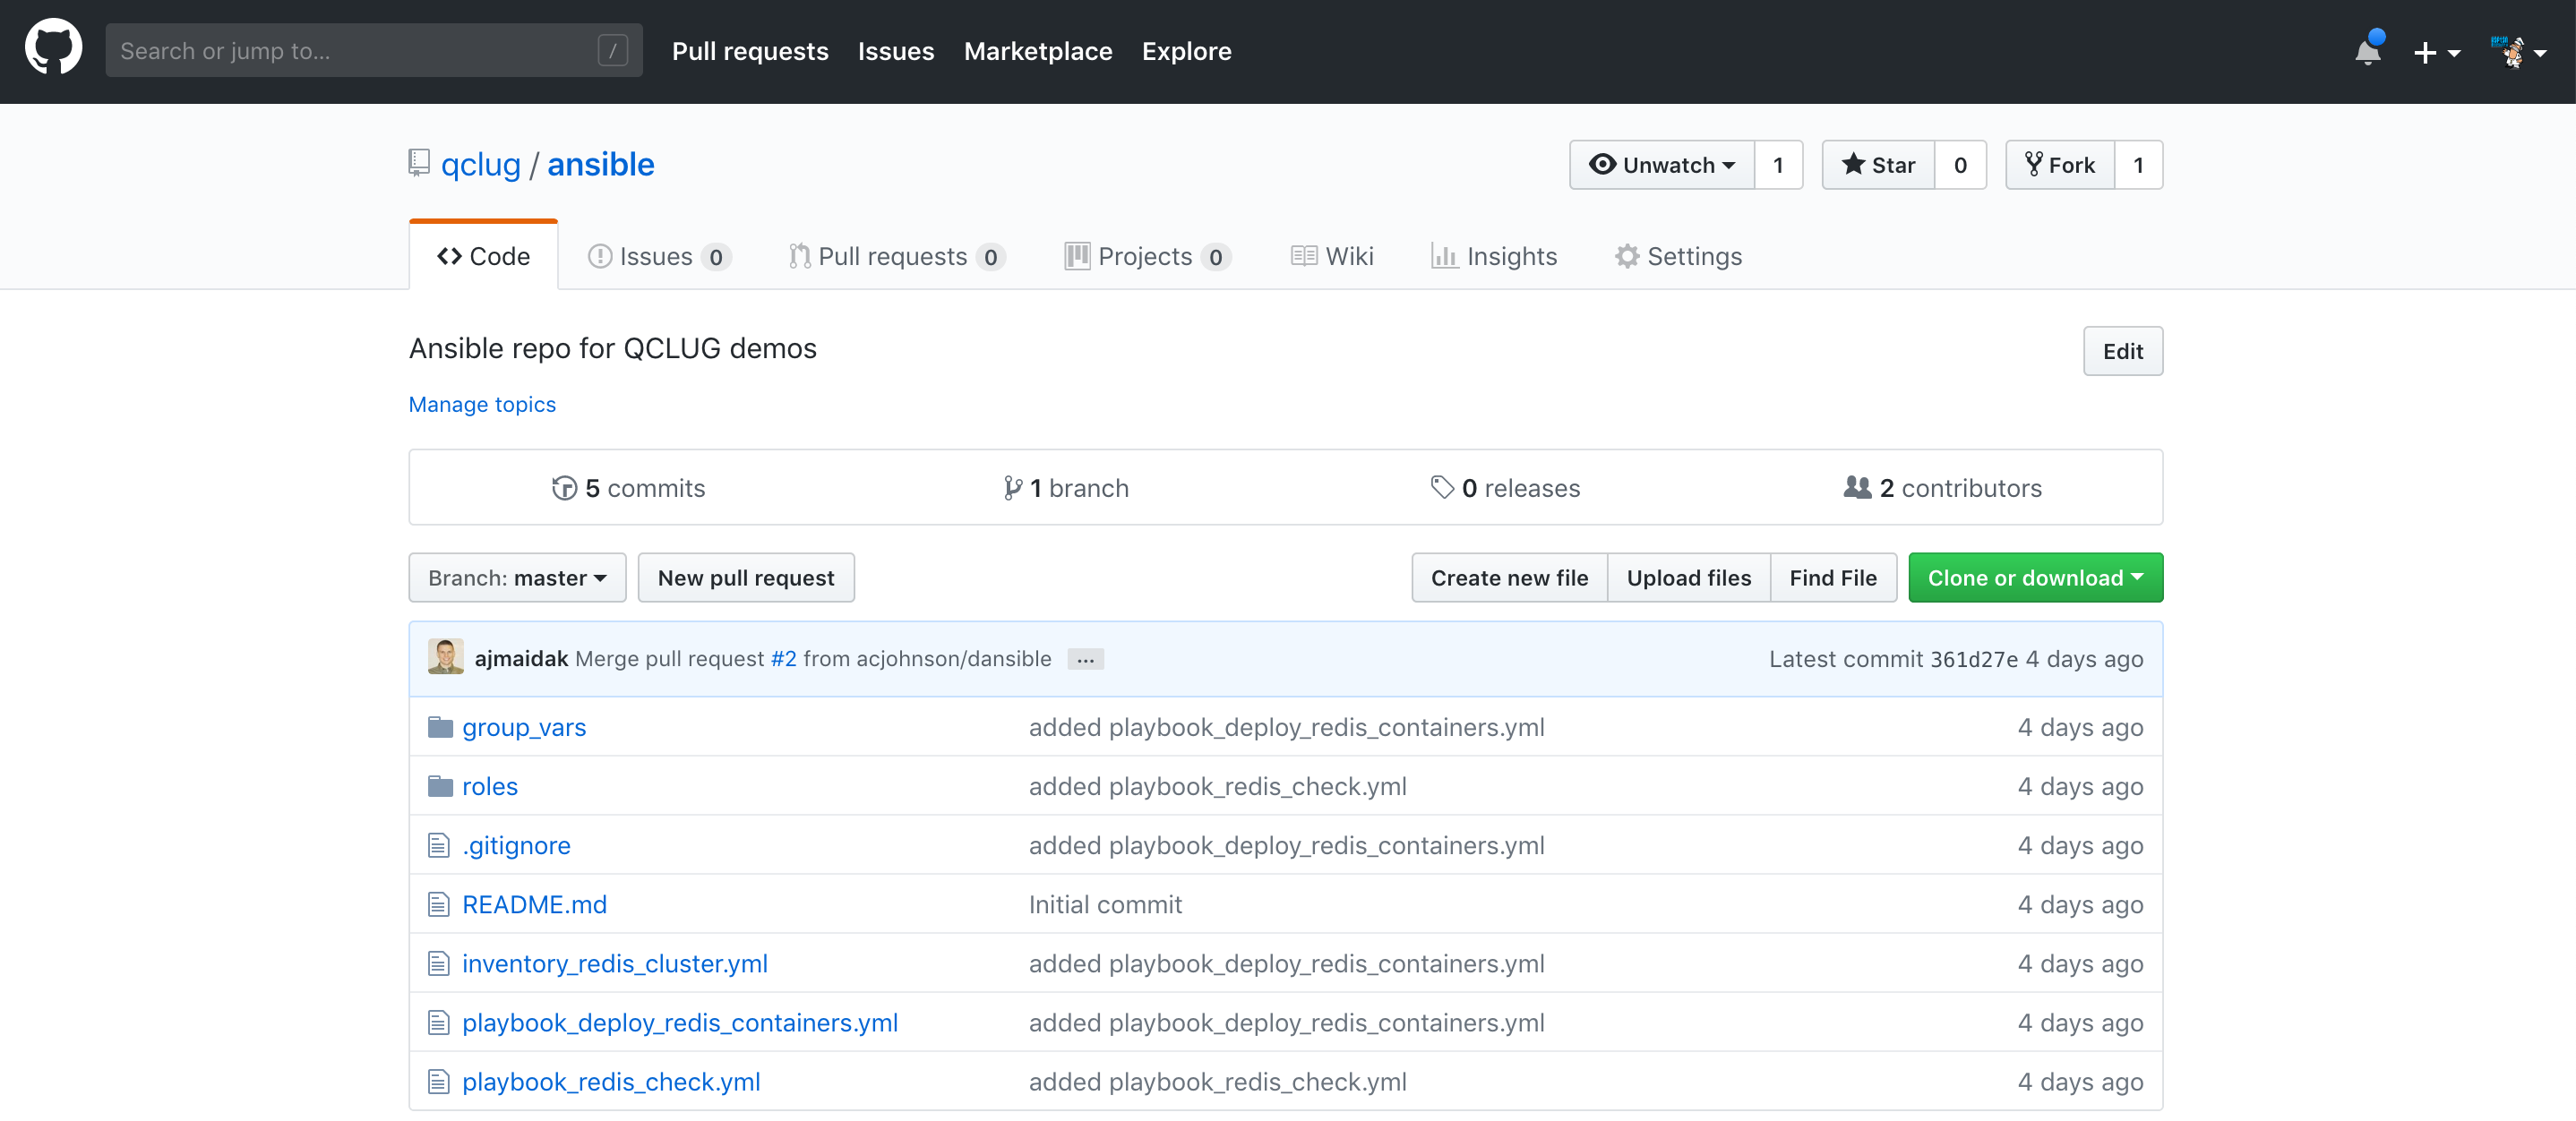 Search or jump to... /
Pull requests Issues Marketplace Explore
qclug / ansible
Unwatch 1 Star 0 Fork 1
Code Issues 0 Pull requests 0 Projects 0 Wiki Insights Settings
Ansible repo for QCLUG demos
Edit
Manage topics
5 commits 1 branch 0 releases 2 contributors
Branch: master New pull request Create new file Upload files Find File Clone or download
ajmaidak Merge pull request #2 from acjohnson/dansible ... Latest commit 361d27e 4 days ago
group_vars added playbook_deploy_redis_containers.yml 4 days ago
roles added playbook_redis_check.yml 4 days ago
.gitignore added playbook_deploy_redis_containers.yml 4 days ago
README.md Initial commit 4 days ago
inventory_redis_cluster.yml added playbook_deploy_redis_containers.yml 4 days ago
playbook_deploy_redis_containers.yml added playbook_deploy_redis_containers.yml 4 days ago
playbook_redis_check.yml added playbook_redis_check.yml 4 days ago